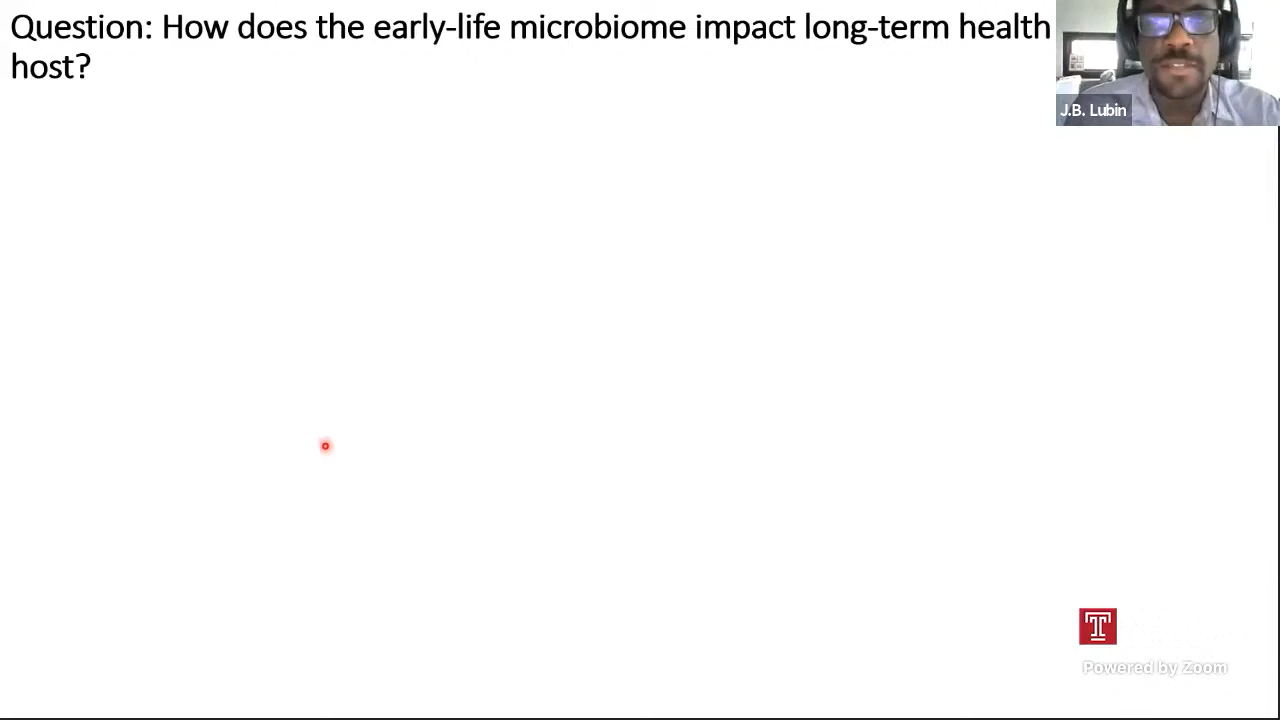 Question: How does the early-life microbiome impact long-term health
host?
J.B. Lubin
T
Powered by Zoom